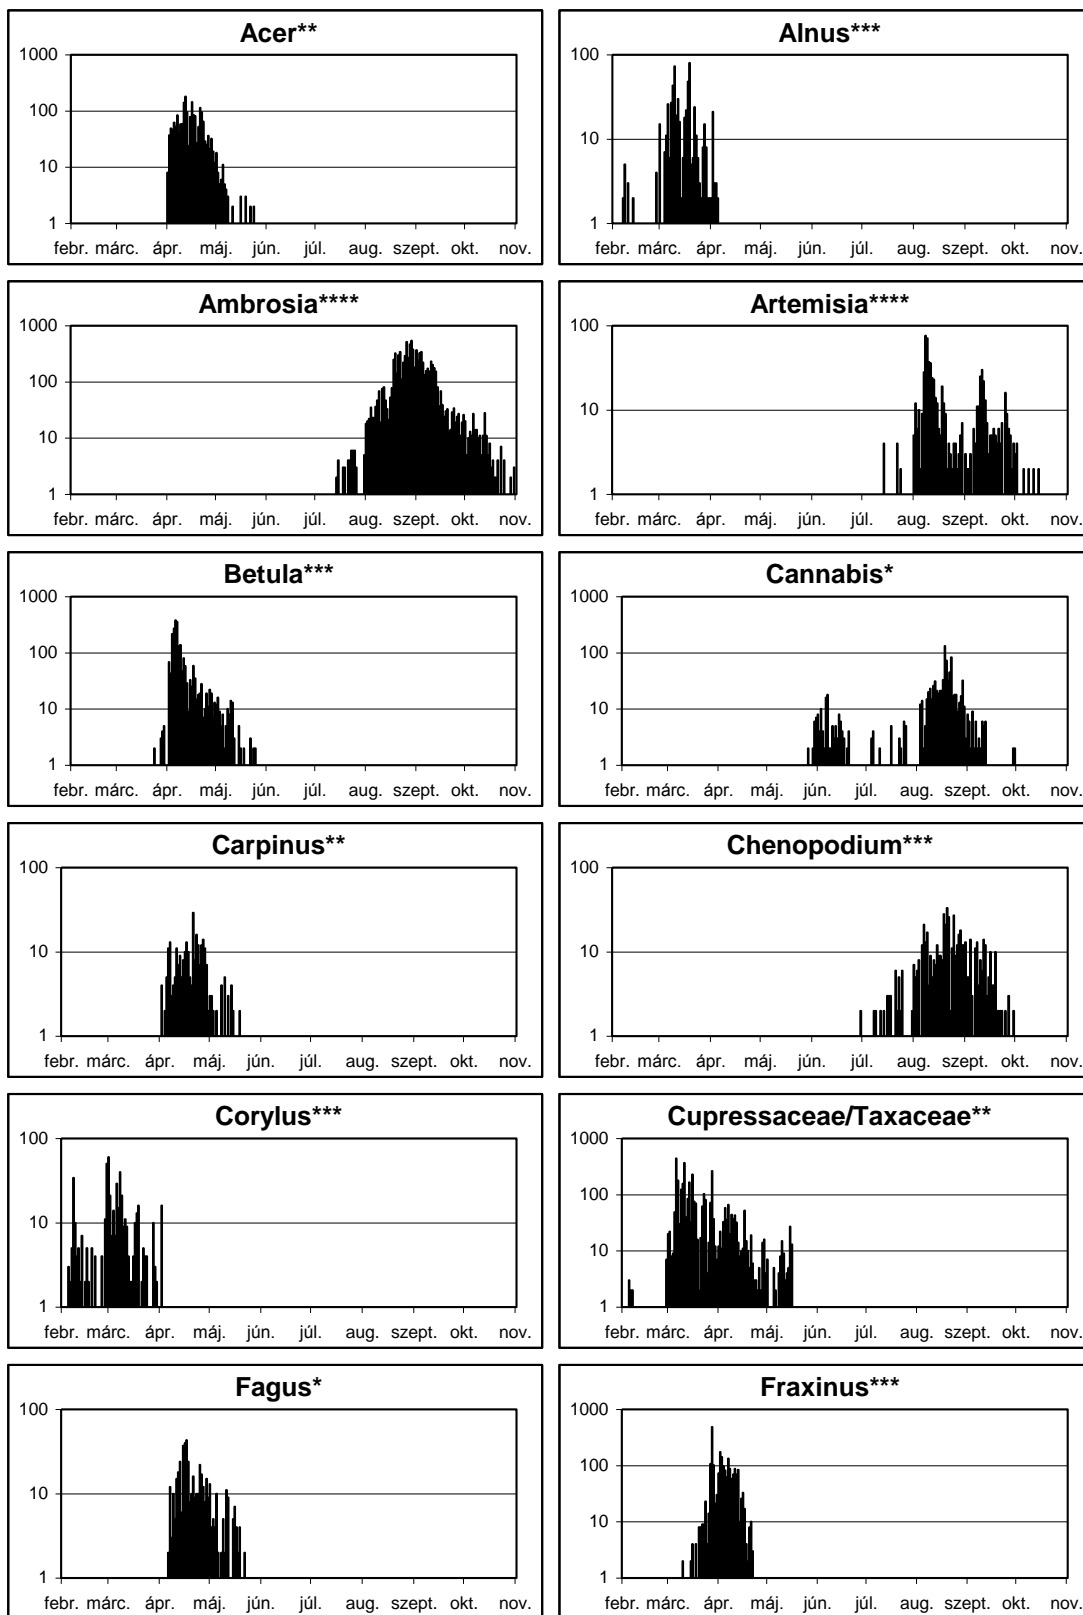 Acer**
1000
100
10
1
febr. márc. ápr. máj. jún. júl. aug. szept. okt. nov.
Alnus***
100
10
1
febr. márc. ápr. máj. jún. júl. aug. szept. okt. nov.
Ambrosia****
1000
100
10
1
febr. márc. ápr. máj. jún. júl. aug. szept. okt. nov.
Artemisia****
100
10
1
febr. márc. ápr. máj. jún. júl. aug. szept. okt. nov.
Betula***
1000
100
10
1
febr. márc. ápr. máj. jún. júl. aug. szept. okt. nov.
Cannabis*
1000
100
10
1
febr. márc. ápr. máj. jún. júl. aug. szept. okt. nov.
Carpinus**
100
10
1
febr. márc. ápr. máj. jún. júl. aug. szept. okt. nov.
Chenopodium***
100
10
1
febr. márc. ápr. máj. jún. júl. aug. szept. okt. nov.
Corylus***
100
10
1
febr. márc. ápr. máj. jún. júl. aug. szept. okt. nov.
Cupressaceae/Taxaceae**
1000
100
10
1
febr. márc. ápr. máj. jún. júl. aug. szept. okt. nov.
Fagus*
100
10
1
febr. márc. ápr. máj. jún. júl. aug. szept. okt. nov.
Fraxinus***
1000
100
10
1
febr. márc. ápr. máj. jún. júl. aug. szept. okt. nov.